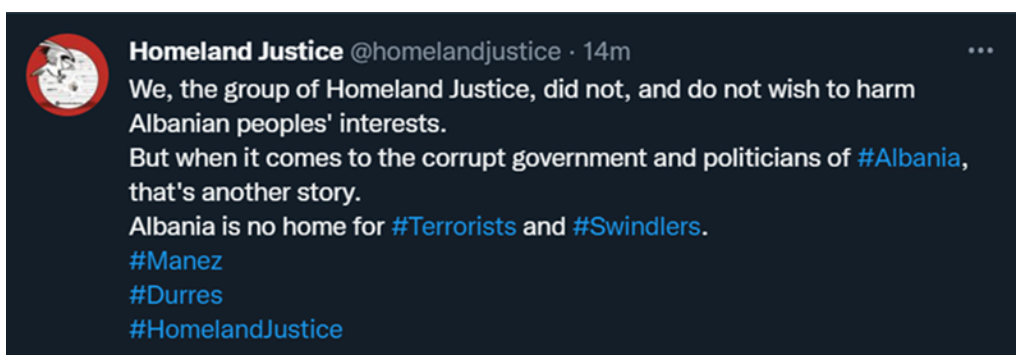 Homeland Justice @homelandjustice · 14m
We, the group of Homeland Justice, did not, and do not wish to harm
Albanian peoples' interests.
But when it comes to the corrupt government and politicians of #Albania,
that's another story.
Albania is no home for #Terrorists and #Swindlers.
#Manez
#Durres
#HomelandJustice